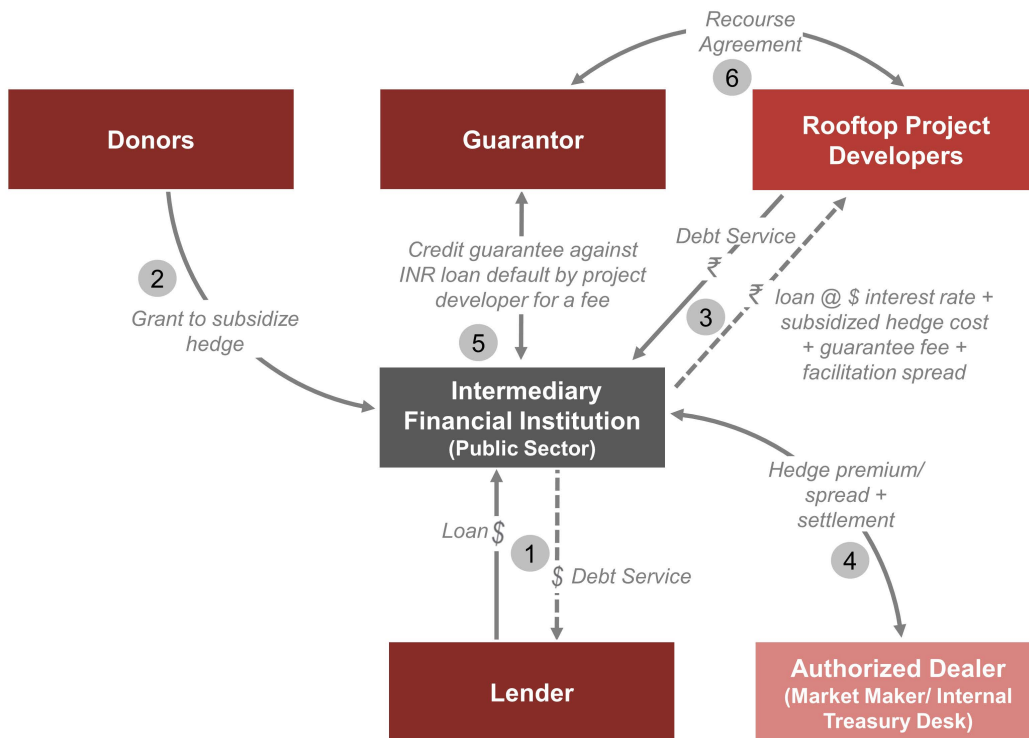 Recourse
Agreement
6
Donors
Guarantor
Rooftop Project
Developers
2
Grant to subsidize
hedge
Credit guarantee against
INR loan default by project
developer for a fee
5
Debt Service
₹
3
₹ loan @ $ interest rate +
subsidized hedge cost
+ guarantee fee +
facilitation spread
Intermediary
Financial Institution
(Public Sector)
Hedge premium/
spread +
settlement
4
Loan $
1
$ Debt Service
Lender
Authorized Dealer
(Market Maker/ Internal
Treasury Desk)